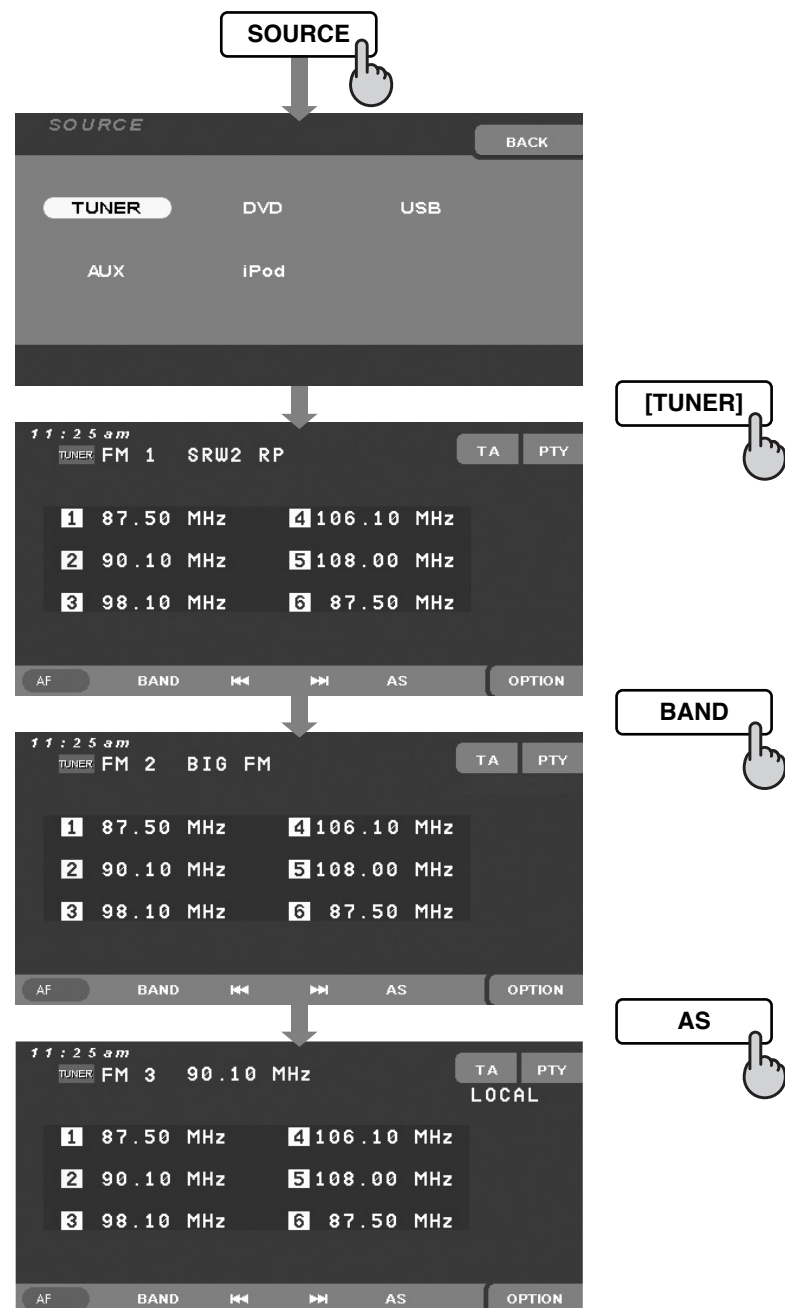 SOURCE
SOURCE
BACK
TUNER DVD USB
AUX iPod
[TUNER]
11:25am
TUNER FM 1 SRW2 RP TA PTY
1 87.50 MHz 4 106.10 MHz
2 90.10 MHz 5 108.00 MHz
3 98.10 MHz 6 87.50 MHz
AF BAND AS OPTION
BAND
11:25am
TUNER FM 2 BIG FM TA PTY
1 87.50 MHz 4 106.10 MHz
2 90.10 MHz 5 108.00 MHz
3 98.10 MHz 6 87.50 MHz
AF BAND AS OPTION
AS
11:25am
TUNER FM 3 90.10 MHz TA PTY
LOCAL
1 87.50 MHz 4 106.10 MHz
2 90.10 MHz 5 108.00 MHz
3 98.10 MHz 6 87.50 MHz
AF BAND AS OPTION